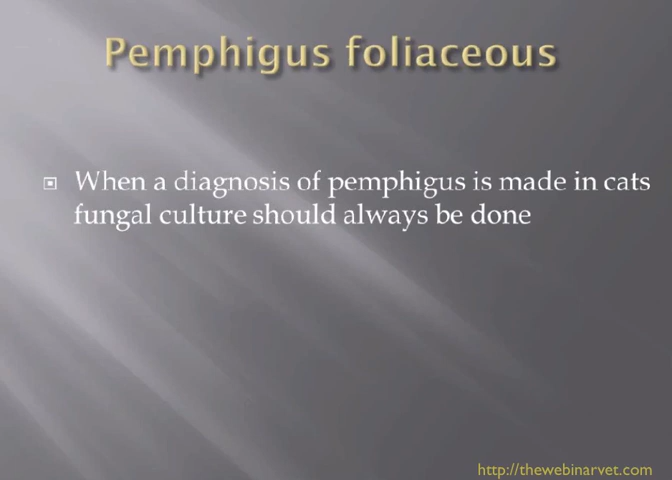 Pemphigus foliaceous
When a diagnosis of pemphigus is made in cats
fungal culture should always be done
http://thewebinarvet.com